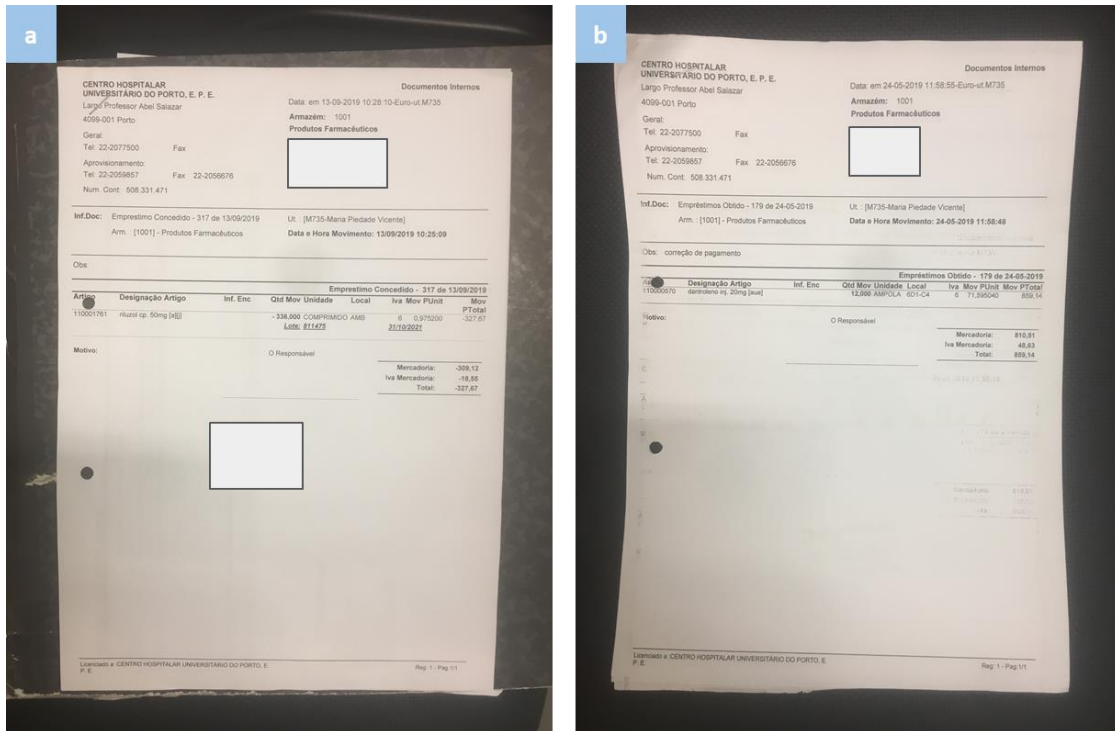 a
CENTRO HOSPITALAR
UNIVERSITÁRIO DO PORTO, E. P. E.
Largo Professor Abel Salazar
4099-001 Porto
Geral:
Tel: 22-2077500 Fax
Aprovisionamento:
Tel: 22-2059857 Fax 22-2056676
Num. Cont: 508.331.471
Documentos Internos
Data: em 13-09-2019 10:28:10-Euro-ut.M735
Armazém: 1001
Produtos Farmacêuticos
Inf.Doc: Emprestimo Concedido - 317 de 13/09/2019 Ut. : [M735-Maria Piedade Vicente]
Arm. : [1001] - Produtos Farmacêuticos Data e Hora Movimento: 13/09/2019 10:25:09
Obs:
Emprestimo Concedido - 317 de 13/09/2019
Artigo Designação Artigo Inf. Enc Qtd Mov Unidade Local Iva Mov PUnit Mov PTotal
110001761 riluzol cp. 50mg [a][j] - 336,000 COMPRIMIDO AMB 6 0,975200 -327,67
Lote: 811475 31/10/2021
Motivo: O Responsável
Mercadoria: -309,12
Iva Mercadoria: -18,55
Total: -327,67
Licenciado a: CENTRO HOSPITALAR UNIVERSITÁRIO DO PORTO, E.
P. E.
Reg: 1 - Pag:1/1
b
CENTRO HOSPITALAR
UNIVERSITÁRIO DO PORTO, E. P. E.
Largo Professor Abel Salazar
4099-001 Porto
Geral:
Tel: 22-2077500 Fax
Aprovisionamento:
Tel: 22-2059857 Fax 22-2056676
Num. Cont: 508.331.471
Documentos Internos
Data: em 24-05-2019 11:58:55-Euro-ut.M735
Armazém: 1001
Produtos Farmacêuticos
Inf.Doc: Empréstimos Obtido - 179 de 24-05-2019 Ut. : [M735-Maria Piedade Vicente]
Arm. : [1001] - Produtos Farmacêuticos Data e Hora Movimento: 24-05-2019 11:58:48
Obs: correção de pagamento
Empréstimos Obtido - 179 de 24-05-2019
Designação Artigo Inf. Enc Qtd Mov Unidade Local Iva Mov PUnit Mov PTotal
110000570 dantroleno inj. 20mg [aue] 12,000 AMPOLA 6D1-C4 6 71,595040 859,14
Motivo: O Responsável
Mercadoria: 810,51
Iva Mercadoria: 48,63
Total: 859,14
Licenciado a: CENTRO HOSPITALAR UNIVERSITÁRIO DO PORTO, E.
P. E.
Reg: 1 - Pag:1/1